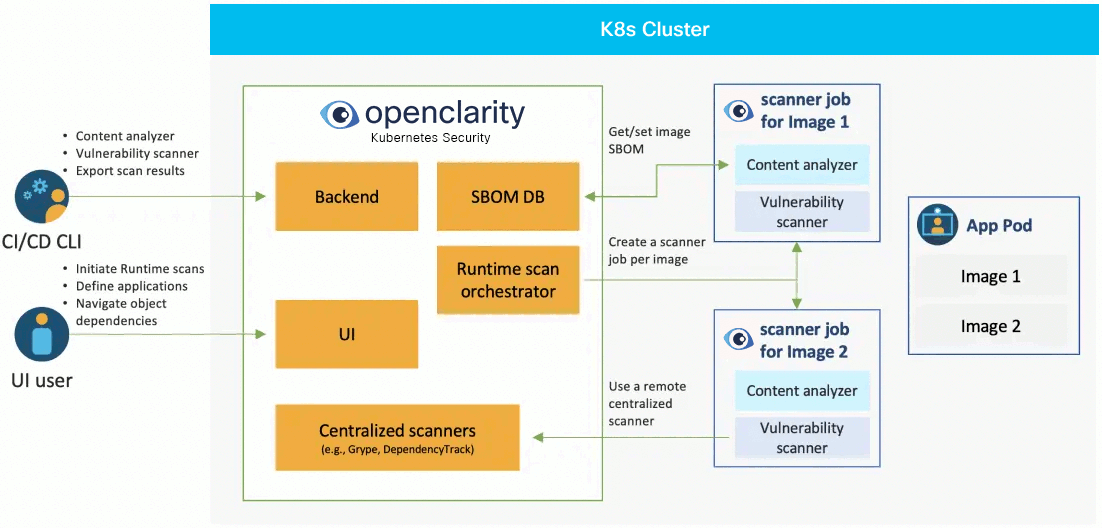 K8s Cluster
openclarity
Kubernetes Security
• Content analyzer
• Vulnerability scanner
• Export scan results
CI/CD CLI
• Initiate Runtime scans
• Define applications
• Navigate object
dependencies
UI user
Backend
SBOM DB
Runtime scan
orchestrator
UI
Centralized scanners
(e.g., Grype, DependencyTrack)
Get/set image
SBOM
Create a scanner
job per image
Use a remote
centralized
scanner
scanner job
for Image 1
Content analyzer
Vulnerability
scanner
scanner job
for Image 2
Content analyzer
Vulnerability
scanner
App Pod
Image 1
Image 2